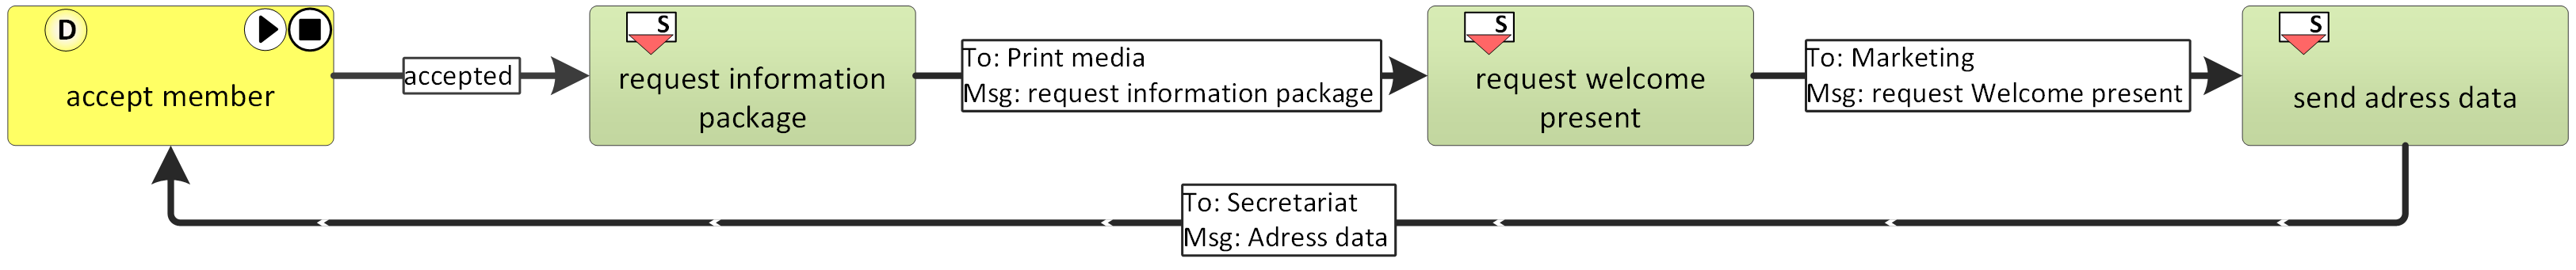 D
accept member
accepted
S
request information
package
To: Print media
Msg: request information package
S
request welcome
present
To: Marketing
Msg: request Welcome present
S
send adress data
To: Secretariat
Msg: Adress data